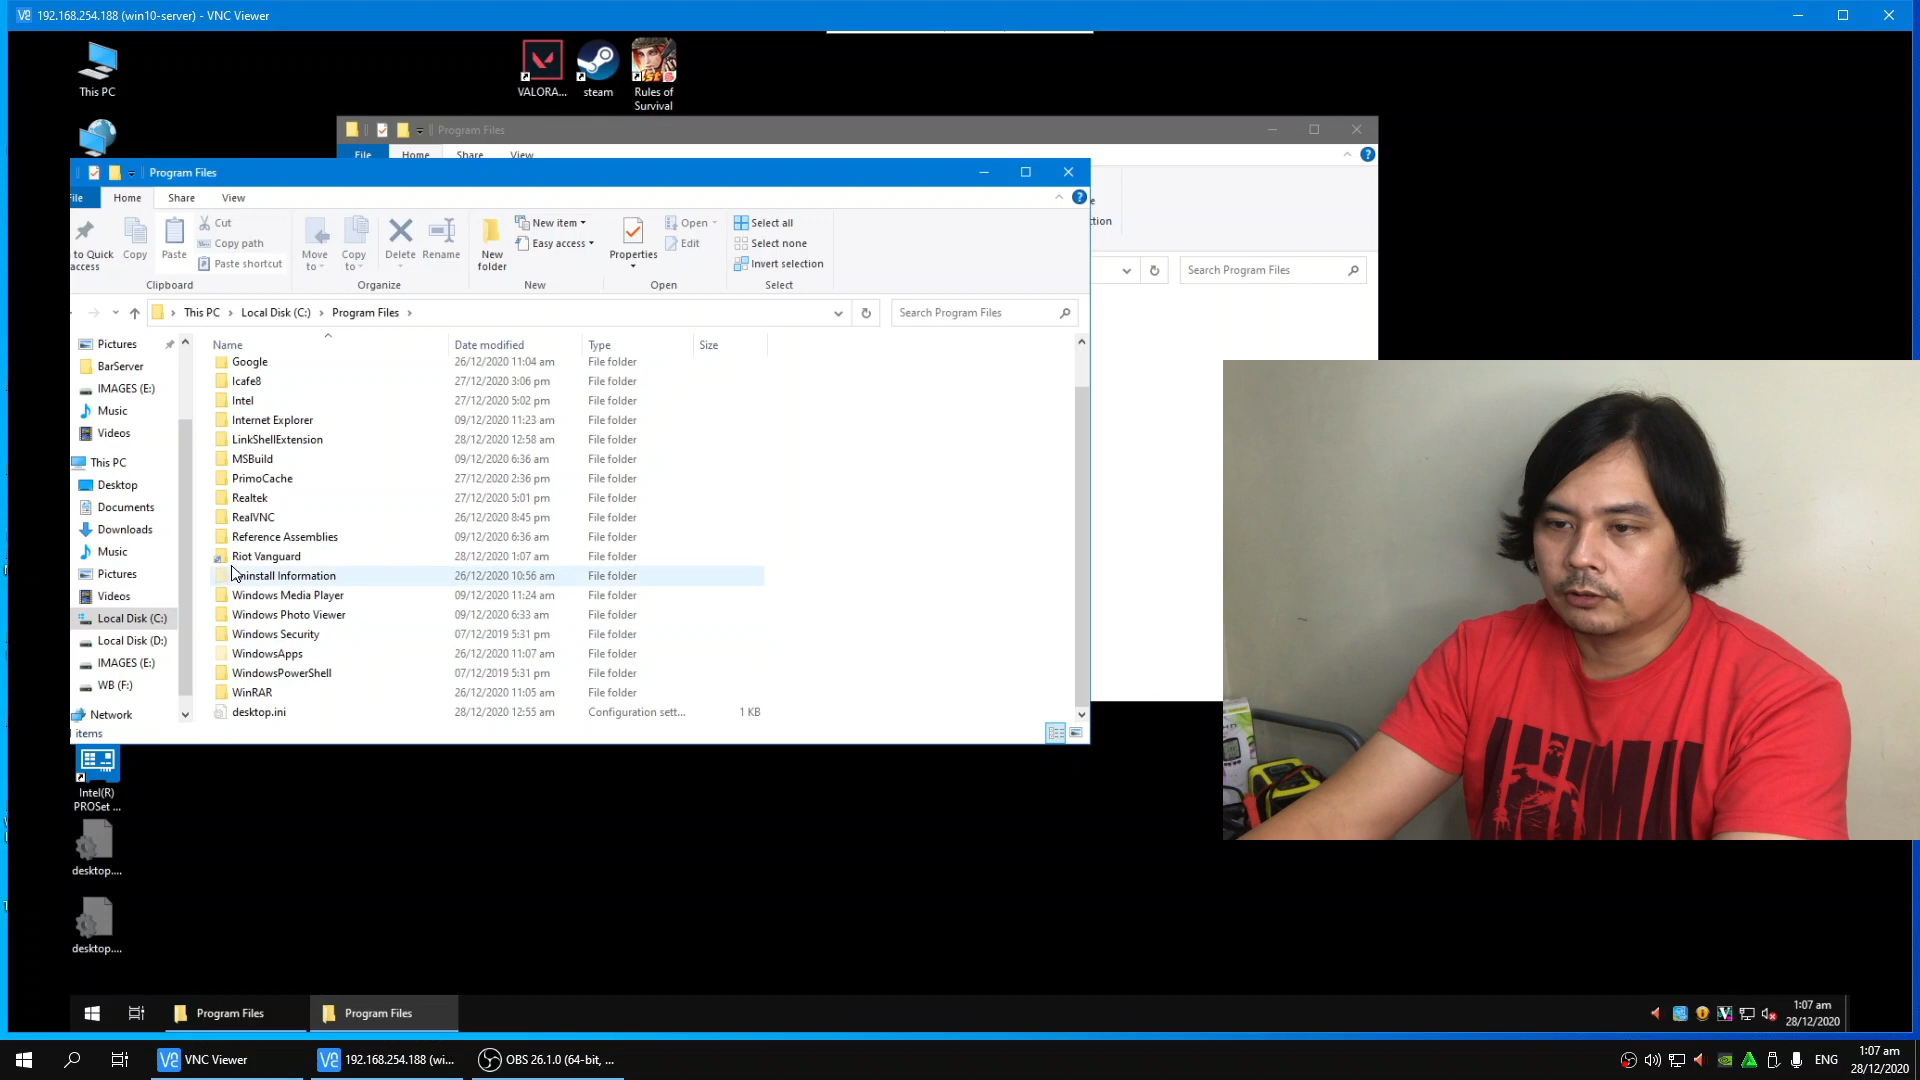 192.168.254.188 (win10-server) - VNC Viewer
This PC
VALORA...
steam
Rules of
Survival
Program Files
File
Home
Share
View
Program Files
File
Home
Share
View
to Quick
access
Copy
Paste
Cut
Copy path
Paste shortcut
Clipboard
Move
to
Copy
to
Delete
Rename
Organize
New
folder
New item
Easy access
New
Properties
Open
Edit
Open
Select all
Select none
Invert selection
Select
This PC > Local Disk (C:) > Program Files >
Search Program Files
Search Program Files
Name
Date modified
Type
Size
Google 26/12/2020 11:04 am File folder
Icafe8 27/12/2020 3:06 pm File folder
Intel 27/12/2020 5:02 pm File folder
Internet Explorer 09/12/2020 11:23 am File folder
LinkShellExtension 28/12/2020 12:58 am File folder
MSBuild 09/12/2020 6:36 am File folder
PrimoCache 27/12/2020 2:36 pm File folder
Realtek 27/12/2020 5:01 pm File folder
RealVNC 26/12/2020 8:45 pm File folder
Reference Assemblies 09/12/2020 6:36 am File folder
Riot Vanguard 28/12/2020 1:07 am File folder
Uninstall Information 26/12/2020 10:56 am File folder
Windows Media Player 09/12/2020 11:24 am File folder
Windows Photo Viewer 09/12/2020 6:33 am File folder
Windows Security 07/12/2019 5:31 pm File folder
WindowsApps 26/12/2020 11:07 am File folder
WindowsPowerShell 07/12/2019 5:31 pm File folder
WinRAR 26/12/2020 11:05 am File folder
desktop.ini 28/12/2020 12:55 am Configuration sett... 1 KB
Pictures
BarServer
IMAGES (E:)
Music
Videos
This PC
Desktop
Documents
Downloads
Music
Pictures
Videos
Local Disk (C:)
Local Disk (D:)
IMAGES (E:)
WB (F:)
Network
items
Intel(R)
PROSet ...
desktop....
desktop....
Program Files
Program Files
1:07 am
28/12/2020
VNC Viewer
192.168.254.188 (wi...
OBS 26.1.0 (64-bit, ...
ENG
1:07 am
28/12/2020